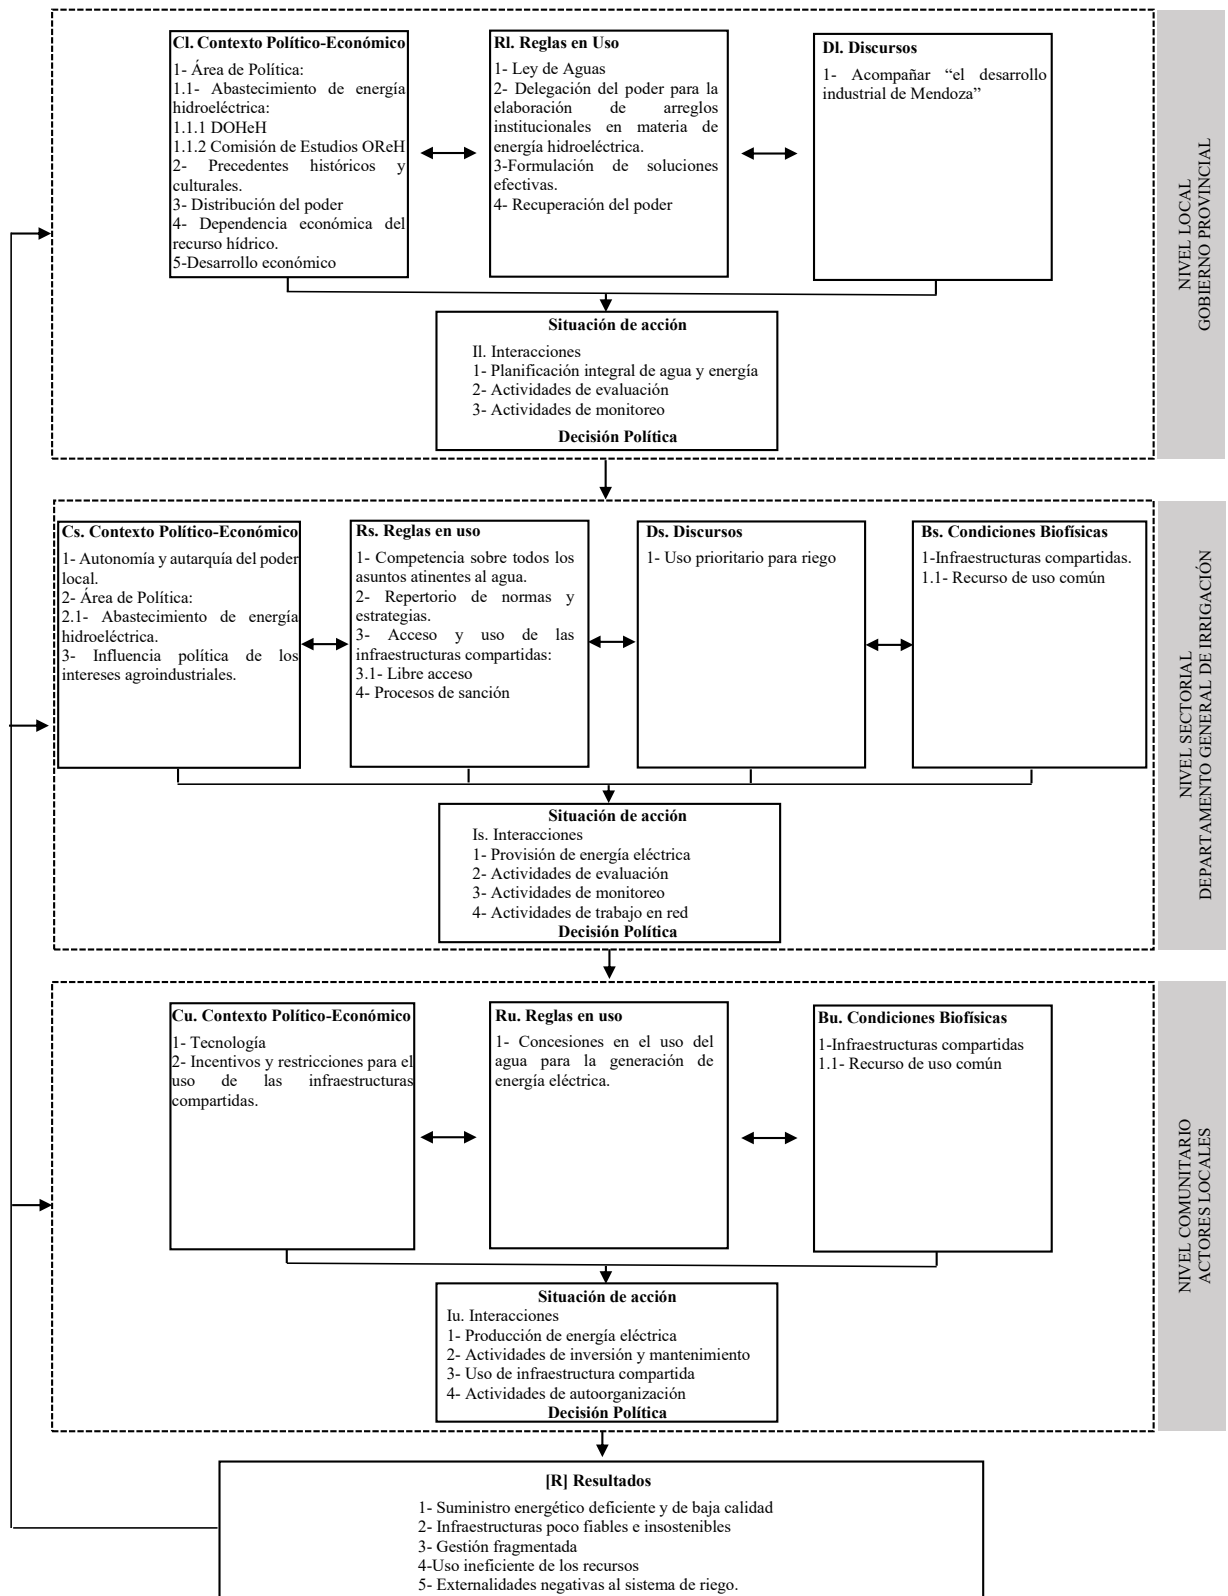 Cl. Contexto Político-Económico
1- Área de Política:
1.1- Abastecimiento de energía
hidroeléctrica:
1.1.1 DOHeH
1.1.2 Comisión de Estudios OReH
2- Precedentes históricos y
culturales.
3- Distribución del poder
4- Dependencia económica del
recurso hídrico.
5-Desarrollo económico
Rl. Reglas en Uso
1- Ley de Aguas
2- Delegación del poder para la
elaboración de arreglos
institucionales en materia de
energía hidroeléctrica.
3-Formulación de soluciones
efectivas.
4- Recuperación del poder
Dl. Discursos
1- Acompañar “el desarrollo
industrial de Mendoza”
Situación de acción
Il. Interacciones
1- Planificación integral de agua y energía
2- Actividades de evaluación
3- Actividades de monitoreo
Decisión Política
NIVEL LOCAL
GOBIERNO PROVINCIAL
Cs. Contexto Político-Económico
1- Autonomía y autarquía del poder
local.
2- Área de Política:
2.1- Abastecimiento de energía
hidroeléctrica.
3- Influencia política de los
intereses agroindustriales.
Rs. Reglas en uso
1- Competencia sobre todos los
asuntos atinentes al agua.
2- Repertorio de normas y
estrategias.
3- Acceso y uso de las
infraestructuras compartidas:
3.1- Libre acceso
4- Procesos de sanción
Ds. Discursos
1- Uso prioritario para riego
Bs. Condiciones Biofísicas
1-Infraestructuras compartidas.
1.1- Recurso de uso común
Situación de acción
Is. Interacciones
1- Provisión de energía eléctrica
2- Actividades de evaluación
3- Actividades de monitoreo
4- Actividades de trabajo en red
Decisión Política
NIVEL SECTORIAL
DEPARTAMENTO GENERAL DE IRRIGACIÓN
Cu. Contexto Político-Económico
1- Tecnología
2- Incentivos y restricciones para el
uso de las infraestructuras
compartidas.
Ru. Reglas en uso
1- Concesiones en el uso del
agua para la generación de
energía eléctrica.
Bu. Condiciones Biofísicas
1-Infraestructuras compartidas
1.1- Recurso de uso común
Situación de acción
Iu. Interacciones
1- Producción de energía eléctrica
2- Actividades de inversión y mantenimiento
3- Uso de infraestructura compartida
4- Actividades de autoorganización
Decisión Política
NIVEL COMUNITARIO
ACTORES LOCALES
[R] Resultados
1- Suministro energético deficiente y de baja calidad
2- Infraestructuras poco fiables e insostenibles
3- Gestión fragmentada
4-Uso ineficiente de los recursos
5- Externalidades negativas al sistema de riego.